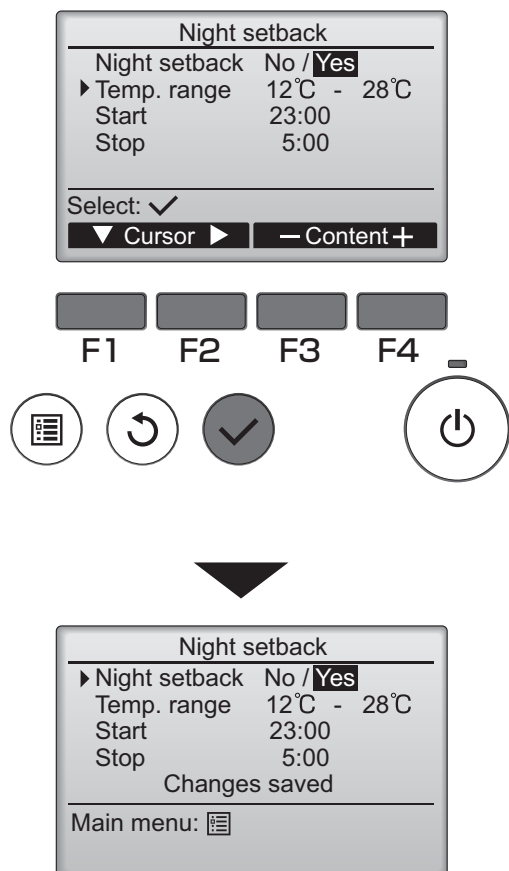 Night setback
Night setback No / Yes
Temp. range 12℃ - 28℃
Start 23:00
Stop 5:00
Select: ✓
▼ Cursor ▶ − Content +
F1 F2 F3 F4
Night setback
Night setback No / Yes
Temp. range 12℃ - 28℃
Start 23:00
Stop 5:00
Changes saved
Main menu: